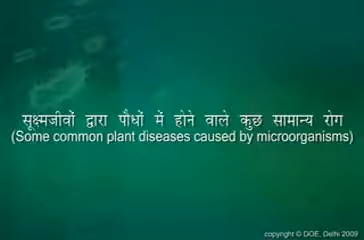 सूक्ष्मजीवों द्वारा पौधों में होने वाले कुछ सामान्य रोग
(Some common plant diseases caused by microorganisms)
copyright © DOE, Delhi 2009